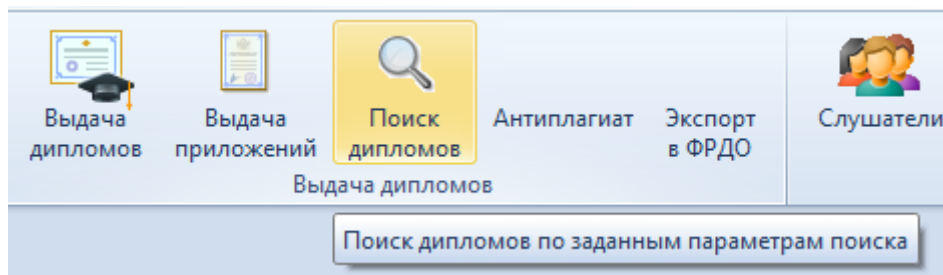 Выдача
дипломов
Выдача
приложений
Поиск
дипломов
Антиплагиат
Экспорт
в ФРДО
Слушатели
Выдача дипломов
Поиск дипломов по заданным параметрам поиска